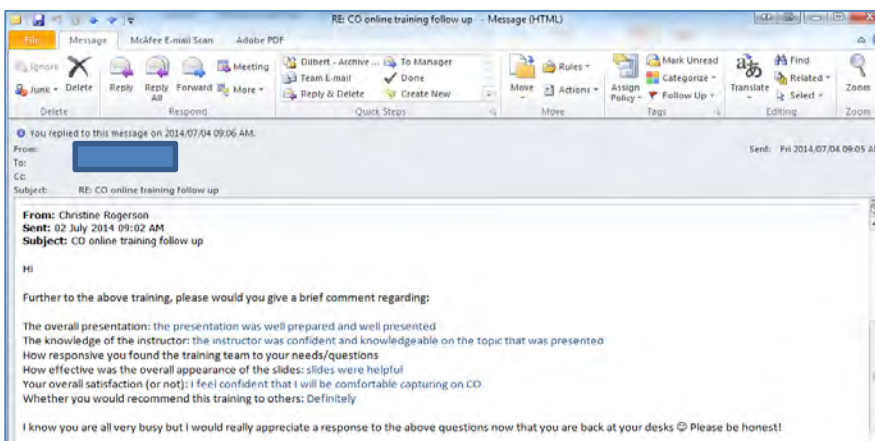 RE: CO online training follow up - Message (HTML)
File Message McAfee E-mail Scan Adobe PDF
Ignore
Junk
Delete
Reply
Reply All
Forward
Meeting
More
Dilbert - Archive ...
To Manager
Team E-mail
Done
Reply & Delete
Create New
Move
Rules
Actions
Assign Policy
Mark Unread
Categorize
Follow Up
Translate
Find
Related
Select
Zoom
Delete Respond Quick Steps Move Tags Editing Zoom
You replied to this message on 2014/07/04 09:06 AM.
From: Sent: Fri 2014/07/04 09:05 AM
To:
Cc:
Subject: RE: CO online training follow up
From: Christine Rogerson
Sent: 02 July 2014 09:02 AM
Subject: CO online training follow up
Hi
Further to the above training, please would you give a brief comment regarding:
The overall presentation: the presentation was well prepared and well presented
The knowledge of the instructor: the instructor was confident and knowledgeable on the topic that was presented
How responsive you found the training team to your needs/questions
How effective was the overall appearance of the slides: slides were helpful
Your overall satisfaction (or not): I feel confident that I will be comfortable capturing on CO
Whether you would recommend this training to others: Definitely
I know you are all very busy but I would really appreciate a response to the above questions now that you are back at your desks ☺ Please be honest!